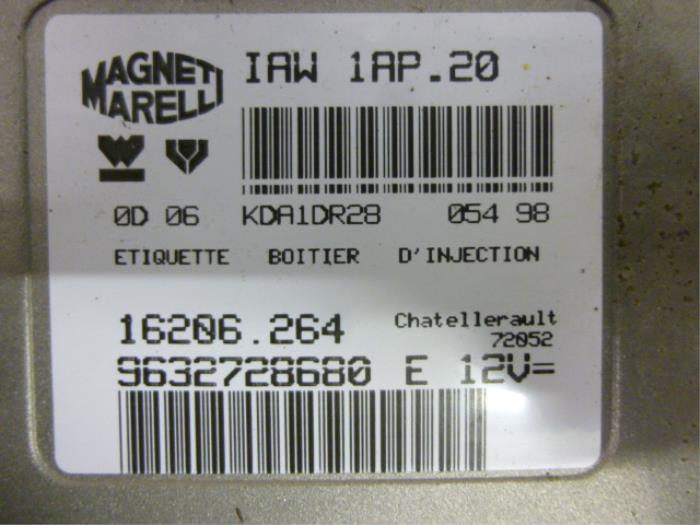 MAGNETI MARELLI
IAW 1AP.20
0D 06 KDA1DR28 054 98
ETIQUETTE BOITIER D'INJECTION
16206.264 Chatellerault
72052
9632728680 E 12V=